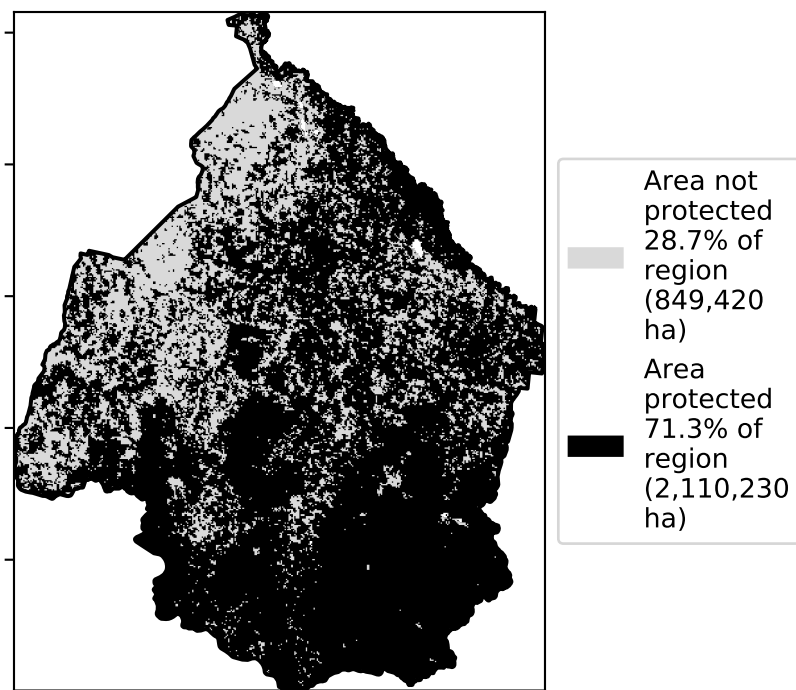 Area not
protected
28.7% of
region
(849,420
ha)
Area
protected
71.3% of
region
(2,110,230
ha)